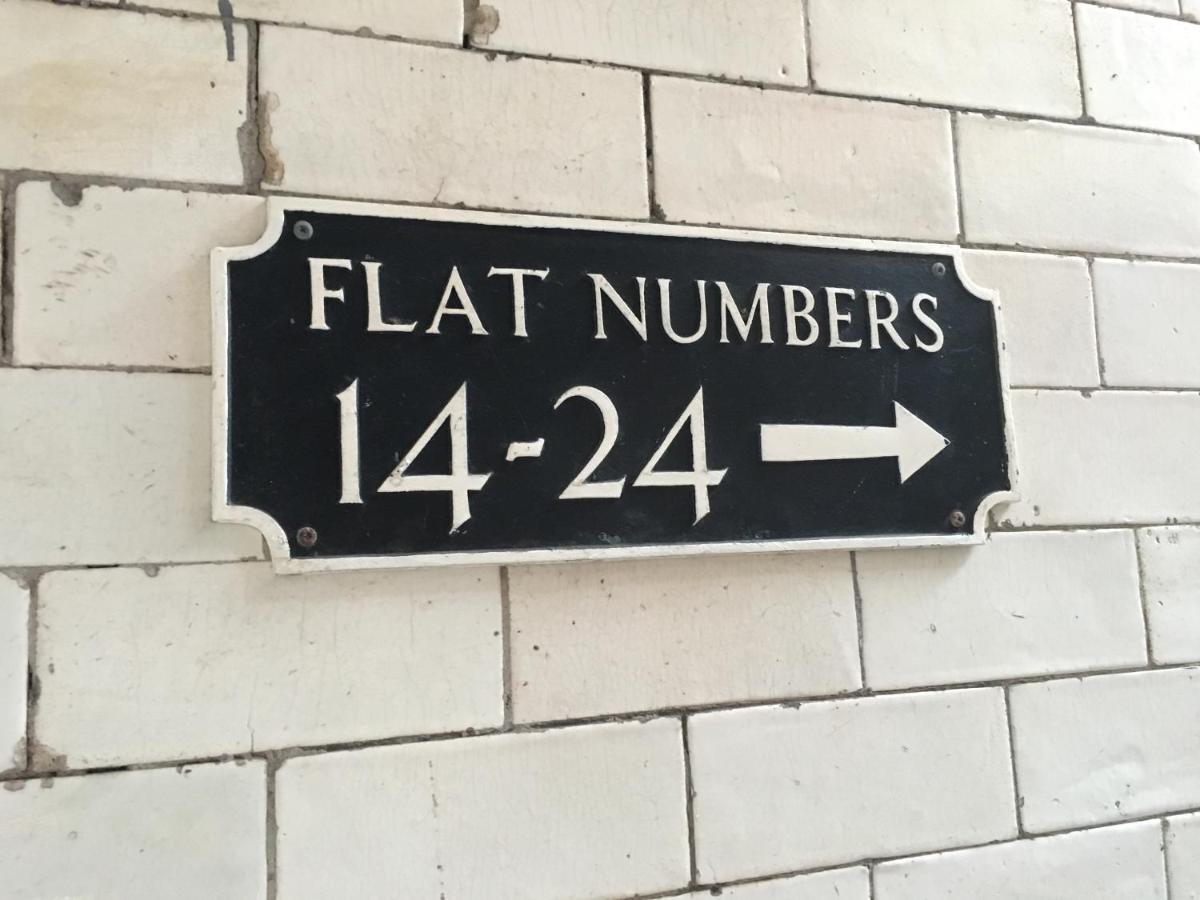 FLAT NUMBERS
14-24 →